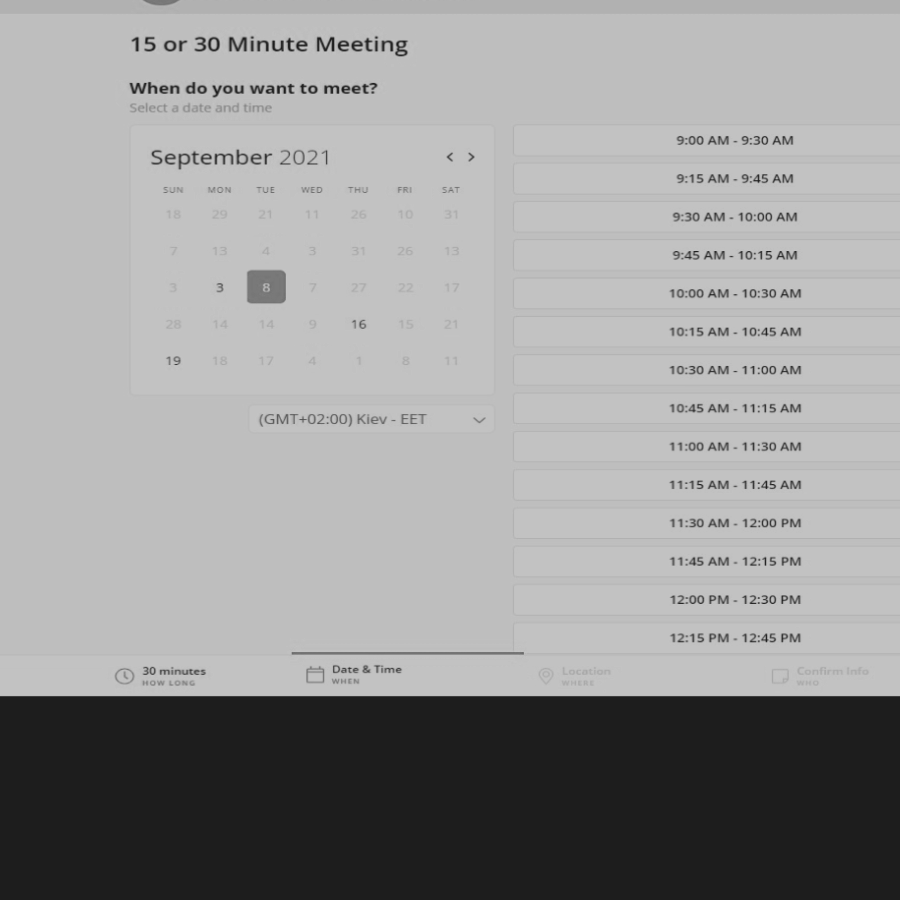 15 or 30 Minute Meeting
When do you want to meet?
Select a date and time
September 2021
< >
SUN MON TUE WED THU FRI SAT
18 29 21 11 26 10 31
7 13 4 3 31 26 13
3 3 8 7 27 22 17
28 14 14 9 16 15 21
19 18 17 4 1 8 11
(GMT+02:00) Kiev - EET
9:00 AM - 9:30 AM
9:15 AM - 9:45 AM
9:30 AM - 10:00 AM
9:45 AM - 10:15 AM
10:00 AM - 10:30 AM
10:15 AM - 10:45 AM
10:30 AM - 11:00 AM
10:45 AM - 11:15 AM
11:00 AM - 11:30 AM
11:15 AM - 11:45 AM
11:30 AM - 12:00 PM
11:45 AM - 12:15 PM
12:00 PM - 12:30 PM
12:15 PM - 12:45 PM
30 minutes
HOW LONG
Date & Time
WHEN
Location
WHERE
Confirm Info
WHO